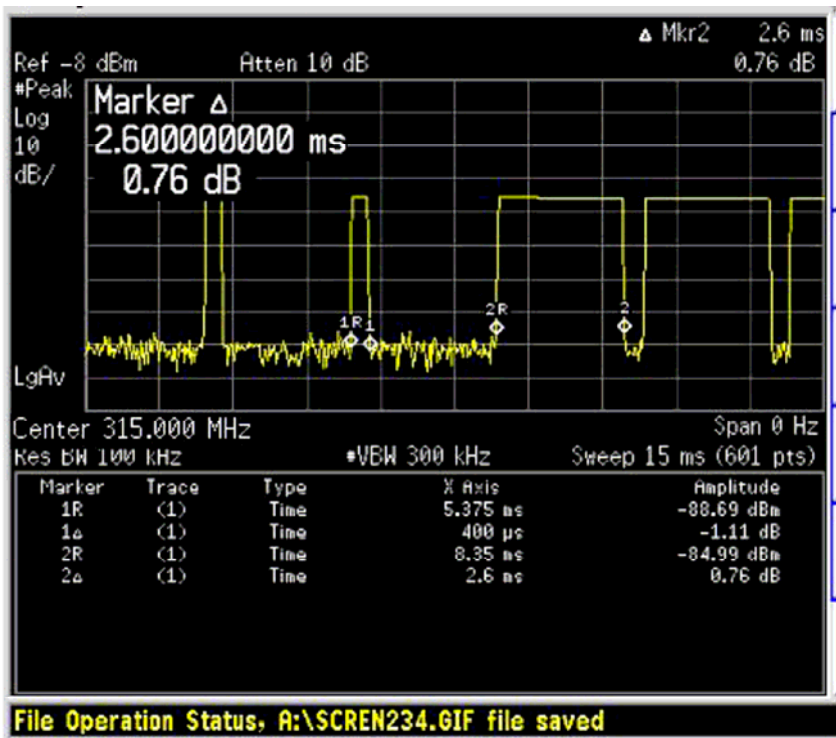 Δ Mkr2 2.6 ms
Ref -8 dBm Atten 10 dB 0.76 dB
#Peak
Log
10
dB/
Marker Δ
2.600000000 ms
0.76 dB
1R
1
2R
2
LgAv
Center 315.000 MHz Span 0 Hz
Res BW 100 kHz #VBW 300 kHz Sweep 15 ms (601 pts)
Marker Trace Type X Axis Amplitude
1R (1) Time 5.375 ms -88.69 dBm
1Δ (1) Time 400 µs -1.11 dB
2R (1) Time 8.35 ms -84.99 dBm
2Δ (1) Time 2.6 ms 0.76 dB
File Operation Status, A:\SCREN234.GIF file saved